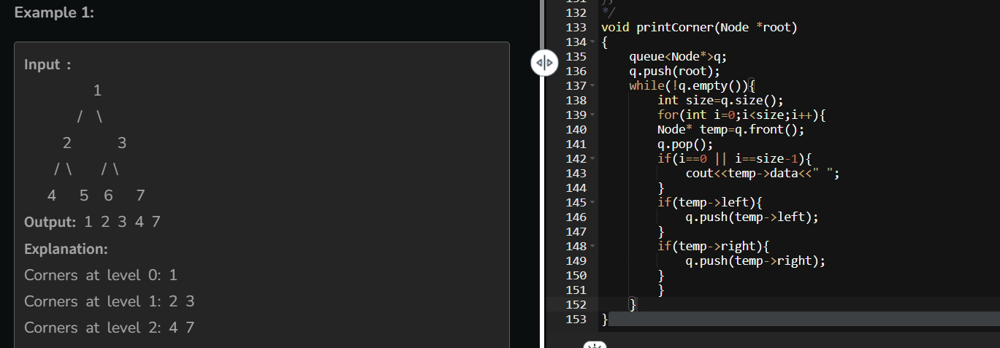 Example 1:
Input :
1
/ \
2 3
/ \ / \
4 5 6 7
Output: 1 2 3 4 7
Explanation:
Corners at level 0: 1
Corners at level 1: 2 3
Corners at level 2: 4 7
132 */
133 void printCorner(Node *root)
134 {
135 queue<Node*>q;
136 q.push(root);
137 while(!q.empty()){
138 int size=q.size();
139 for(int i=0;i<size;i++){
140 Node* temp=q.front();
141 q.pop();
142 if(i==0 || i==size-1){
143 cout<<temp->data<<" ";
144 }
145 if(temp->left){
146 q.push(temp->left);
147 }
148 if(temp->right){
149 q.push(temp->right);
150 }
151 }
152 }
153 }